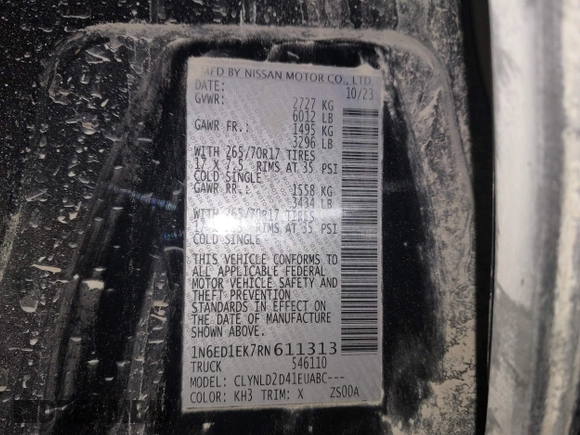 MFD BY NISSAN MOTOR CO., LTD.
DATE: 10/23
GVWR: 2727 KG
6012 LB
GAWR FR.: 1495 KG
3296 LB
WITH 265/70R17 TIRES
17 X 7.5 RIMS AT 35 PSI
COLD SINGLE
GAWR RR.: 1558 KG
3434 LB
WITH 265/70R17 TIRES
RIMS AT 35 PSI
COLD SINGLE
THIS VEHICLE CONFORMS TO
ALL APPLICABLE FEDERAL
MOTOR VEHICLE SAFETY AND
THEFT PREVENTION
STANDARDS IN EFFECT ON
THE DATE OF MANUFACTURE
SHOWN ABOVE.
1N6ED1EK7RN611313
TRUCK 546110
MODEL: CLYNLD2D41EUABC---
COLOR: KH3 TRIM: X ZS00A